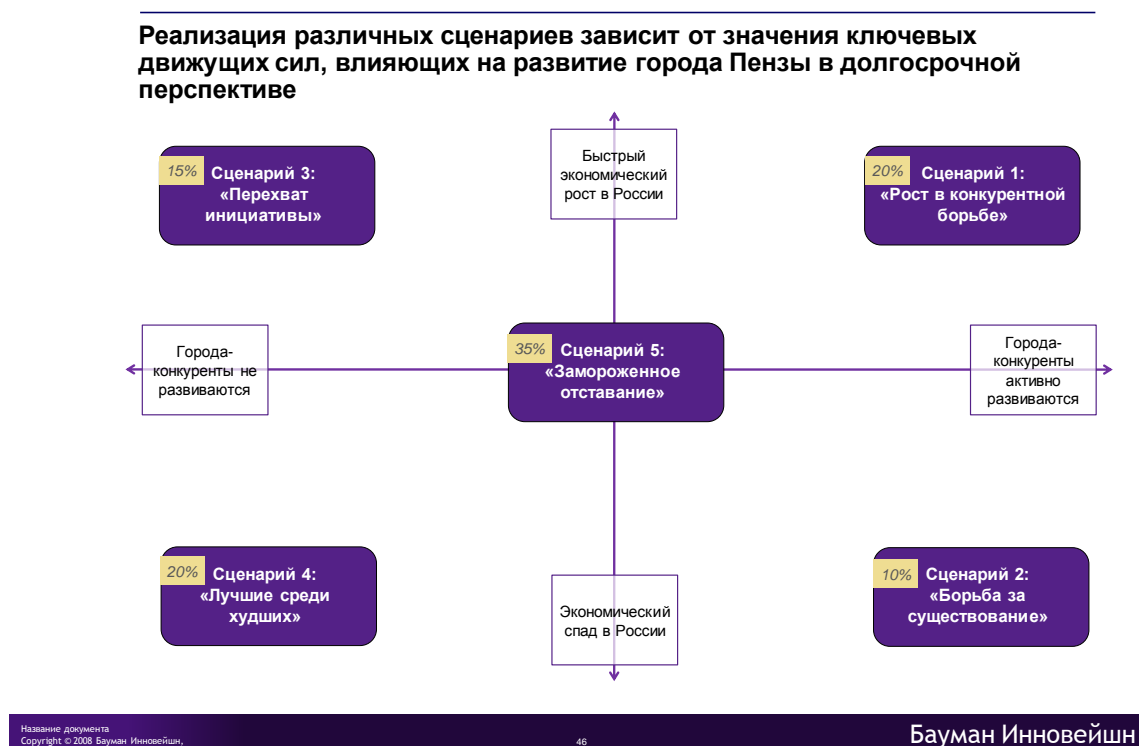 Реализация различных сценариев зависит от значения ключевых
движущих сил, влияющих на развитие города Пензы в долгосрочной
перспективе
Быстрый
экономический
рост в России
15% Сценарий 3:
«Перехват
инициативы»
20% Сценарий 1:
«Рост в конкурентной
борьбе»
Города-
конкуренты не
развиваются
35% Сценарий 5:
«Замороженное
отставание»
Города-
конкуренты
активно
развиваются
20% Сценарий 4:
«Лучшие среди
худших»
Экономический
спад в России
10% Сценарий 2:
«Борьба за
существование»
Название документа
Copyright © 2008 Бауман Инновейшн,
46
Бауман Инновейшн